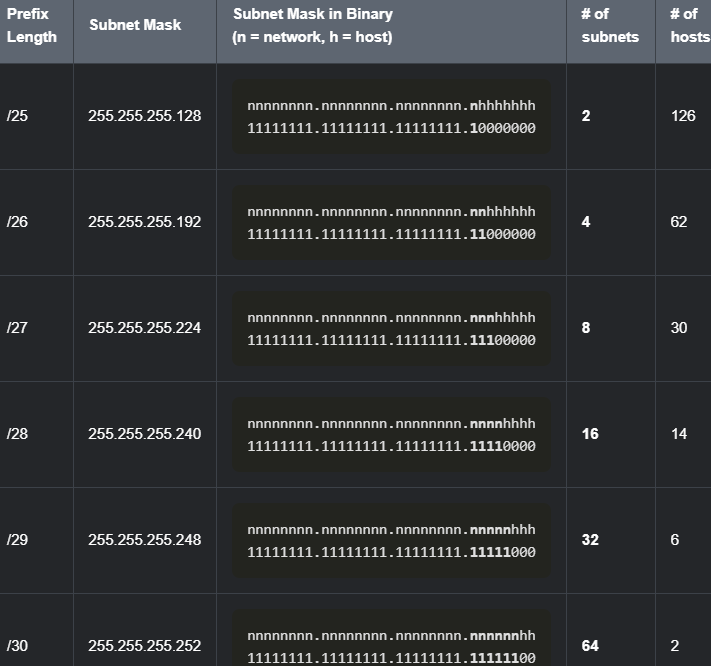 Prefix Length
Subnet Mask
Subnet Mask in Binary
(n = network, h = host)
# of subnets
# of hosts
/25
255.255.255.128
nnnnnnnn.nnnnnnnn.nnnnnnnn.nhhhhhhh
11111111.11111111.11111111.10000000
2
126
/26
255.255.255.192
nnnnnnnn.nnnnnnnn.nnnnnnnn.nnhhhhhh
11111111.11111111.11111111.11000000
4
62
/27
255.255.255.224
nnnnnnnn.nnnnnnnn.nnnnnnnn.nnnhhhhh
11111111.11111111.11111111.11100000
8
30
/28
255.255.255.240
nnnnnnnn.nnnnnnnn.nnnnnnnn.nnnnhhhh
11111111.11111111.11111111.11110000
16
14
/29
255.255.255.248
nnnnnnnn.nnnnnnnn.nnnnnnnn.nnnnnhhh
11111111.11111111.11111111.11111000
32
6
/30
255.255.255.252
nnnnnnnn.nnnnnnnn.nnnnnnnn.nnnnnnhh
11111111.11111111.11111111.11111100
64
2